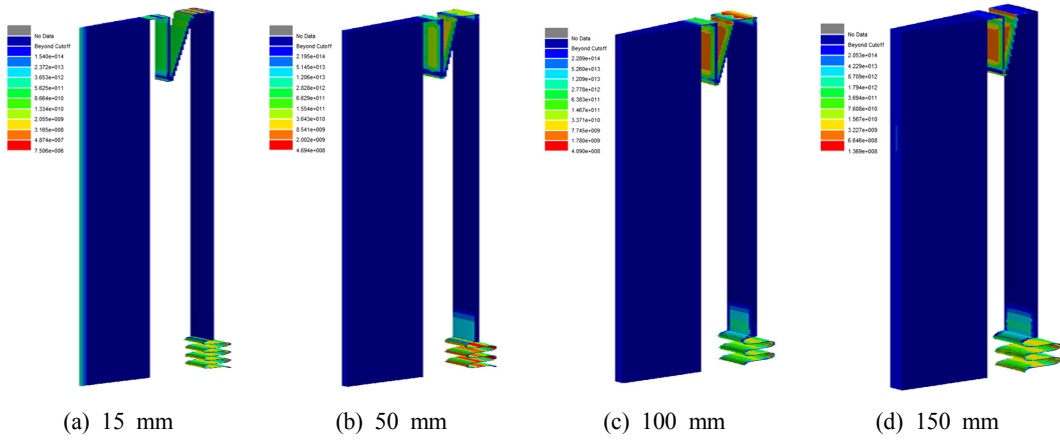 No Data
Beyond Cutoff
1.540e+014
2.372e+013
3.653e+012
5.625e+011
8.664e+010
1.334e+010
2.055e+009
3.165e+008
4.874e+007
7.506e+006
No Data
Beyond Cutoff
2.195e+014
5.145e+013
1.206e+013
2.828e+012
6.629e+011
1.554e+011
3.643e+010
8.541e+009
2.002e+009
4.694e+008
No Data
Beyond Cutoff
2.289e+014
5.260e+013
1.209e+013
2.778e+012
6.383e+011
1.467e+011
3.371e+010
7.745e+009
1.780e+009
4.090e+008
No Data
Beyond Cutoff
2.053e+014
4.229e+013
8.709e+012
1.794e+012
3.694e+011
7.608e+010
1.567e+010
3.227e+009
6.646e+008
1.369e+008
(a) 15 mm
(b) 50 mm
(c) 100 mm
(d) 150 mm